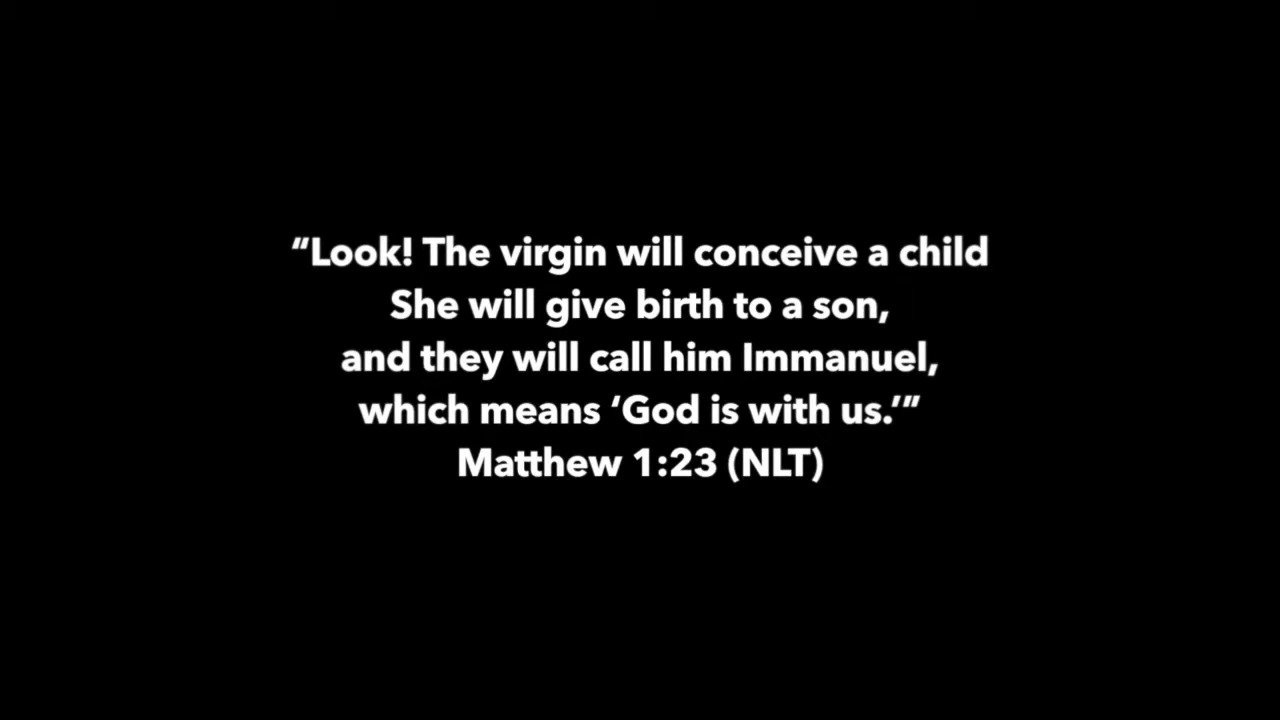 “Look! The virgin will conceive a child
She will give birth to a son,
and they will call him Immanuel,
which means ‘God is with us.’”
Matthew 1:23 (NLT)